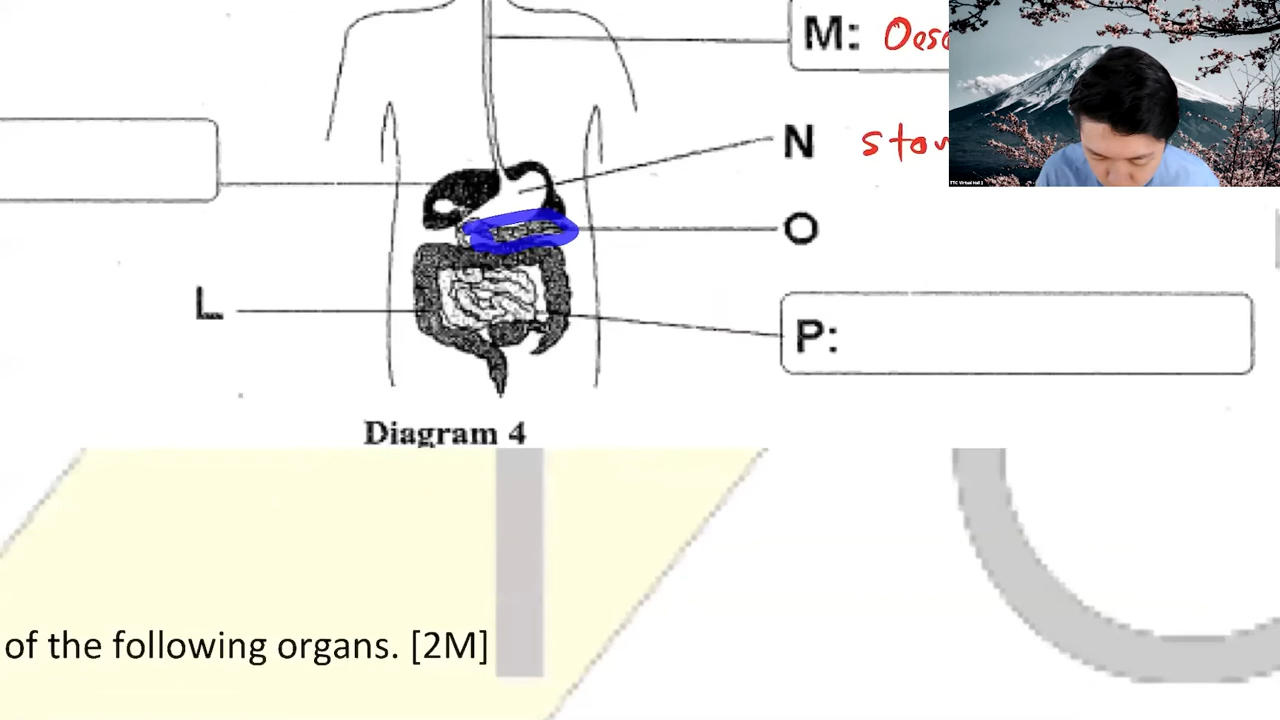 M: Oeso
N stom
O
L
P:
Diagram 4
of the following organs. [2M]